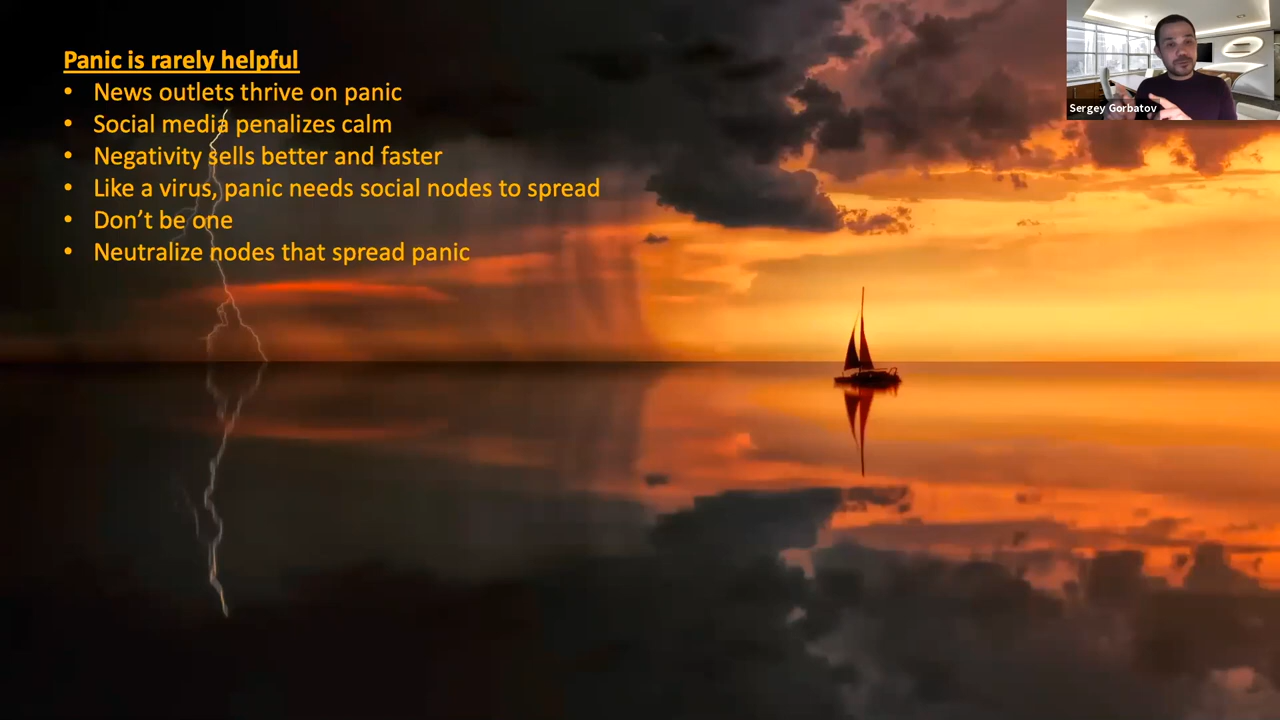 Panic is rarely helpful
• News outlets thrive on panic
• Social media penalizes calm
• Negativity sells better and faster
• Like a virus, panic needs social nodes to spread
• Don’t be one
• Neutralize nodes that spread panic
Sergey Gorbatov